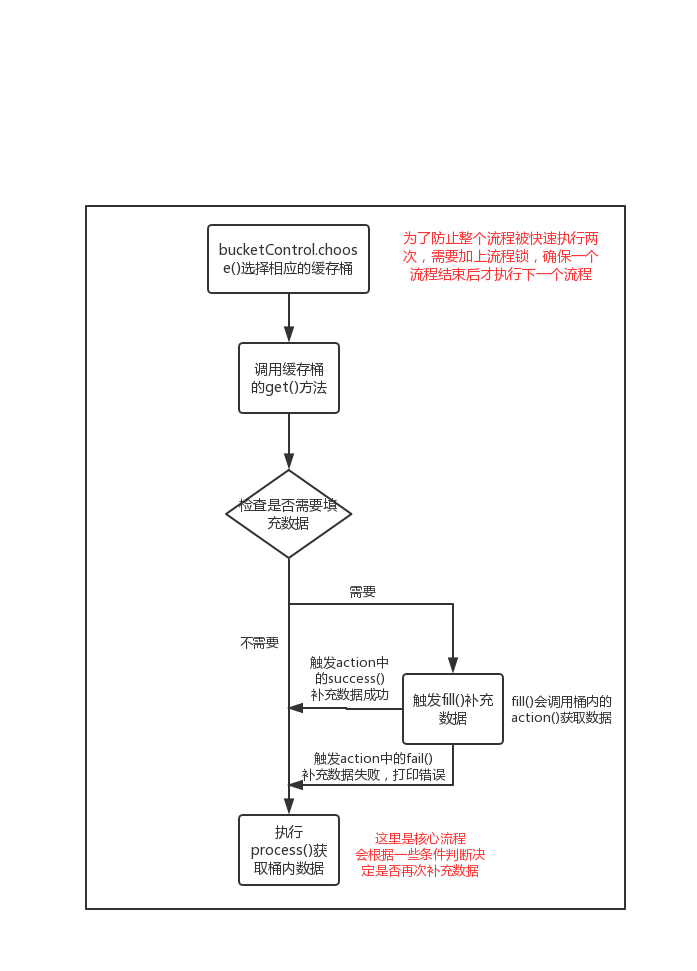 bucketControl.choos
e()选择相应的缓存桶
为了防止整个流程被快速执行两
次，需要加上流程锁，确保一个
流程结束后才执行下一个流程
调用缓存桶
的get()方法
检查是否需要填
充数据
需要
不需要
触发action中
的success()
补充数据成功
触发fill()补充
数据
fill()会调用桶内的
action()获取数据
触发action中的fail()
补充数据失败，打印错误
执行
process()获
取桶内数据
这里是核心流程
会根据一些条件判断决
定是否再次补充数据